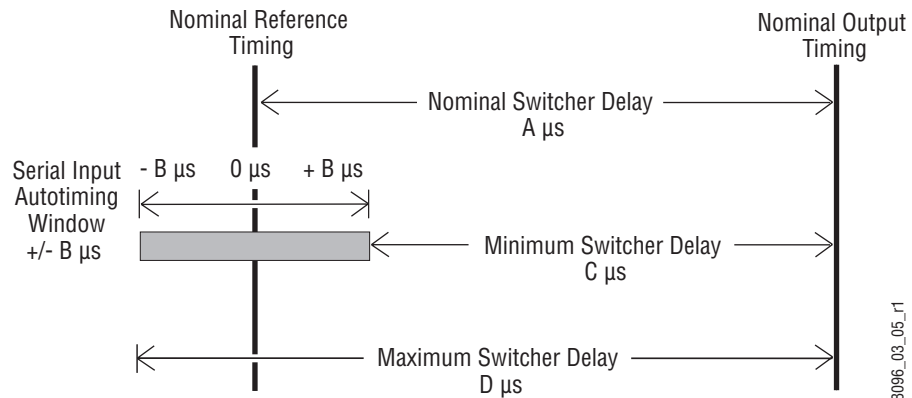 Nominal Reference
Timing
Nominal Output
Timing
Nominal Switcher Delay
A µs
Serial Input
Autotiming
Window
+/- B µs
- B µs 0 µs + B µs
Minimum Switcher Delay
C µs
Maximum Switcher Delay
D µs
8096_03_05_r1